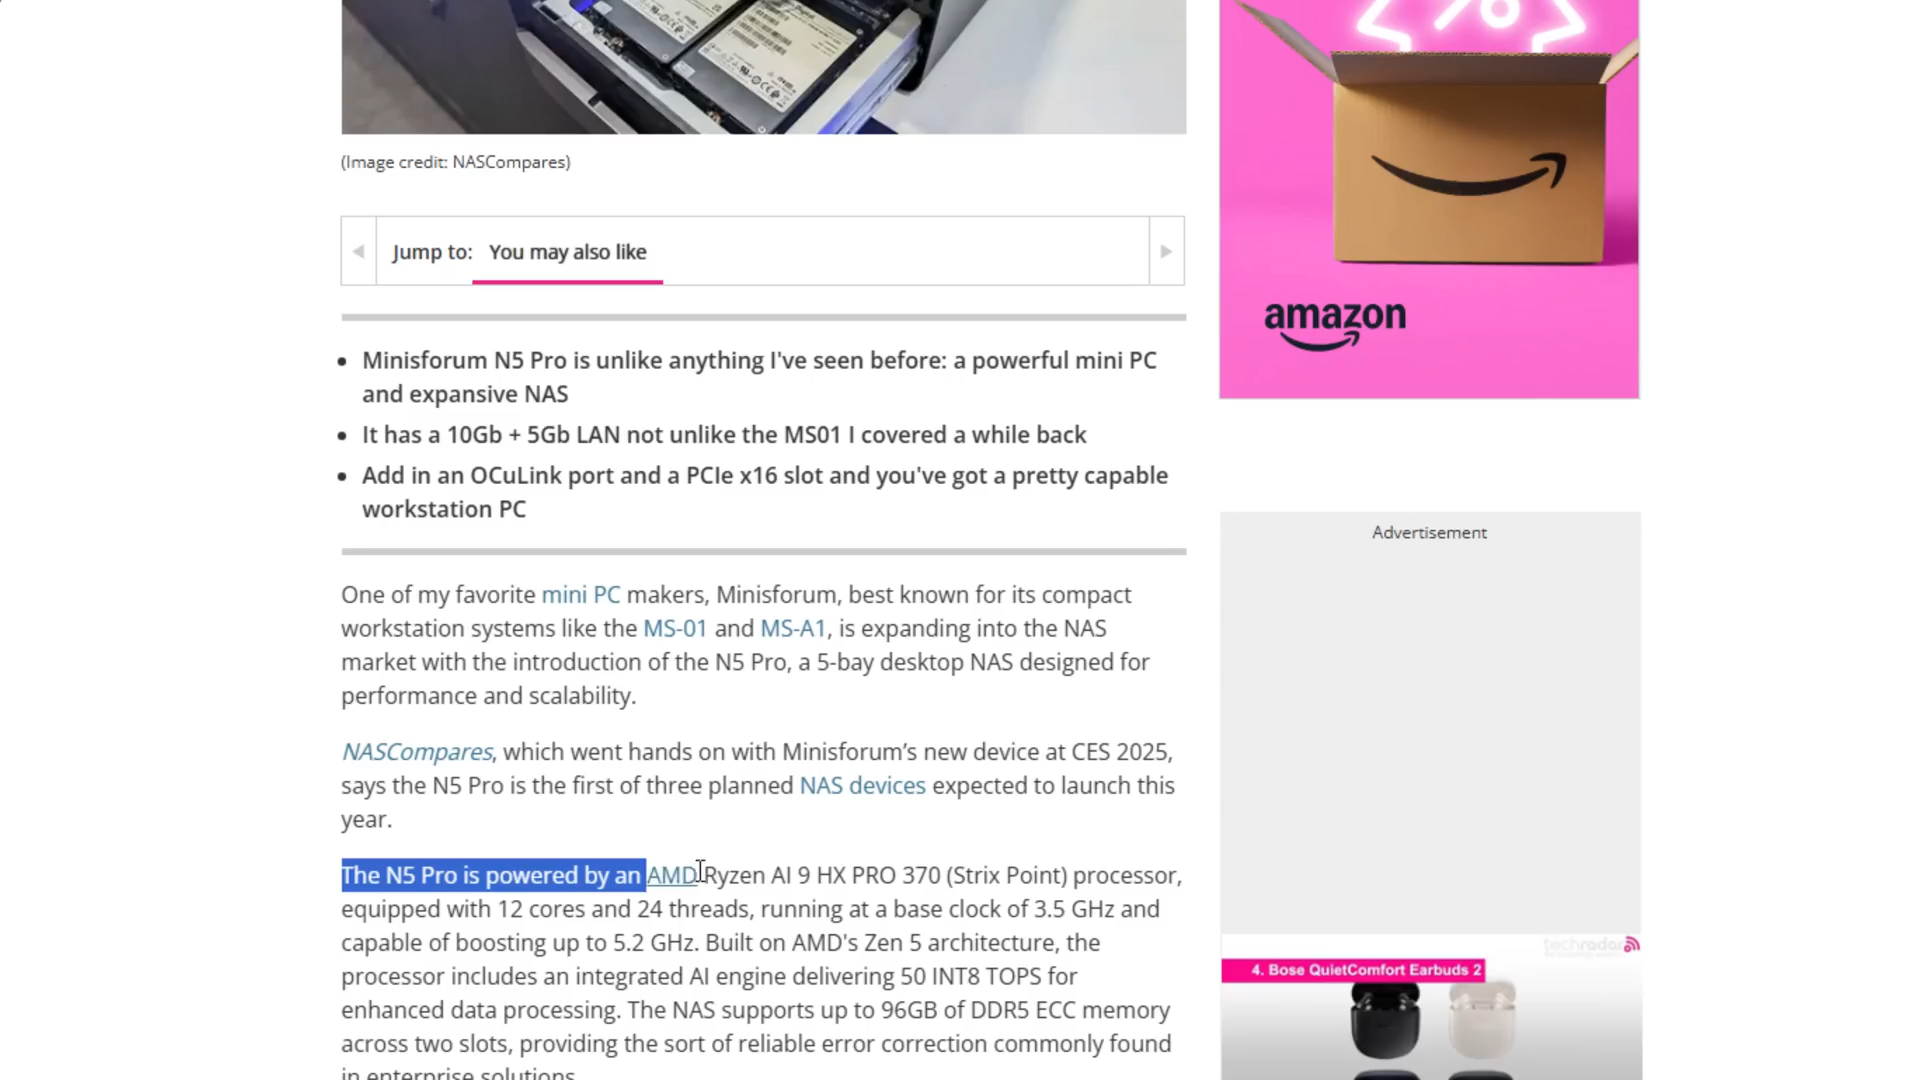 (Image credit: NASCompares)
Jump to: You may also like
Minisforum N5 Pro is unlike anything I've seen before: a powerful mini PC
and expansive NAS
It has a 10Gb + 5Gb LAN not unlike the MS01 I covered a while back
Add in an OCuLink port and a PCIe x16 slot and you've got a pretty capable
workstation PC
One of my favorite mini PC makers, Minisforum, best known for its compact
workstation systems like the MS-01 and MS-A1, is expanding into the NAS
market with the introduction of the N5 Pro, a 5-bay desktop NAS designed for
performance and scalability.
NASCompares, which went hands on with Minisforum’s new device at CES 2025,
says the N5 Pro is the first of three planned NAS devices expected to launch this
year.
The N5 Pro is powered by an AMD Ryzen AI 9 HX PRO 370 (Strix Point) processor,
equipped with 12 cores and 24 threads, running at a base clock of 3.5 GHz and
capable of boosting up to 5.2 GHz. Built on AMD's Zen 5 architecture, the
processor includes an integrated AI engine delivering 50 INT8 TOPS for
enhanced data processing. The NAS supports up to 96GB of DDR5 ECC memory
across two slots, providing the sort of reliable error correction commonly found
in enterprise solutions.
%
amazon
Advertisement
techradar
4. Bose QuietComfort Earbuds 2